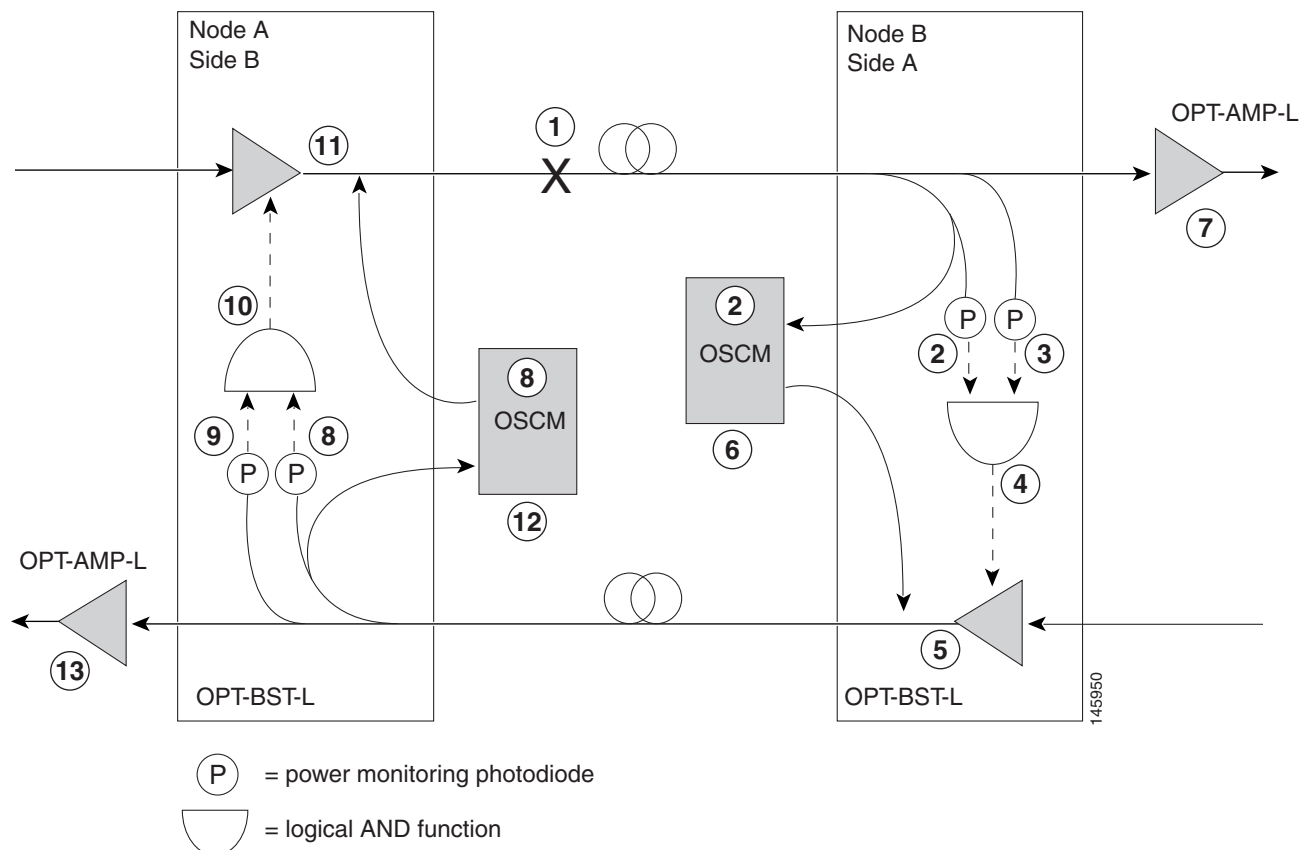 Node A
Side B
Node B
Side A
OPT-AMP-L
1
11
7
10
2
OSCM
P
P
2
3
8
OSCM
9
8
P
P
6
4
12
OPT-AMP-L
13
5
OPT-BST-L
OPT-BST-L
145950
P = power monitoring photodiode
= logical AND function